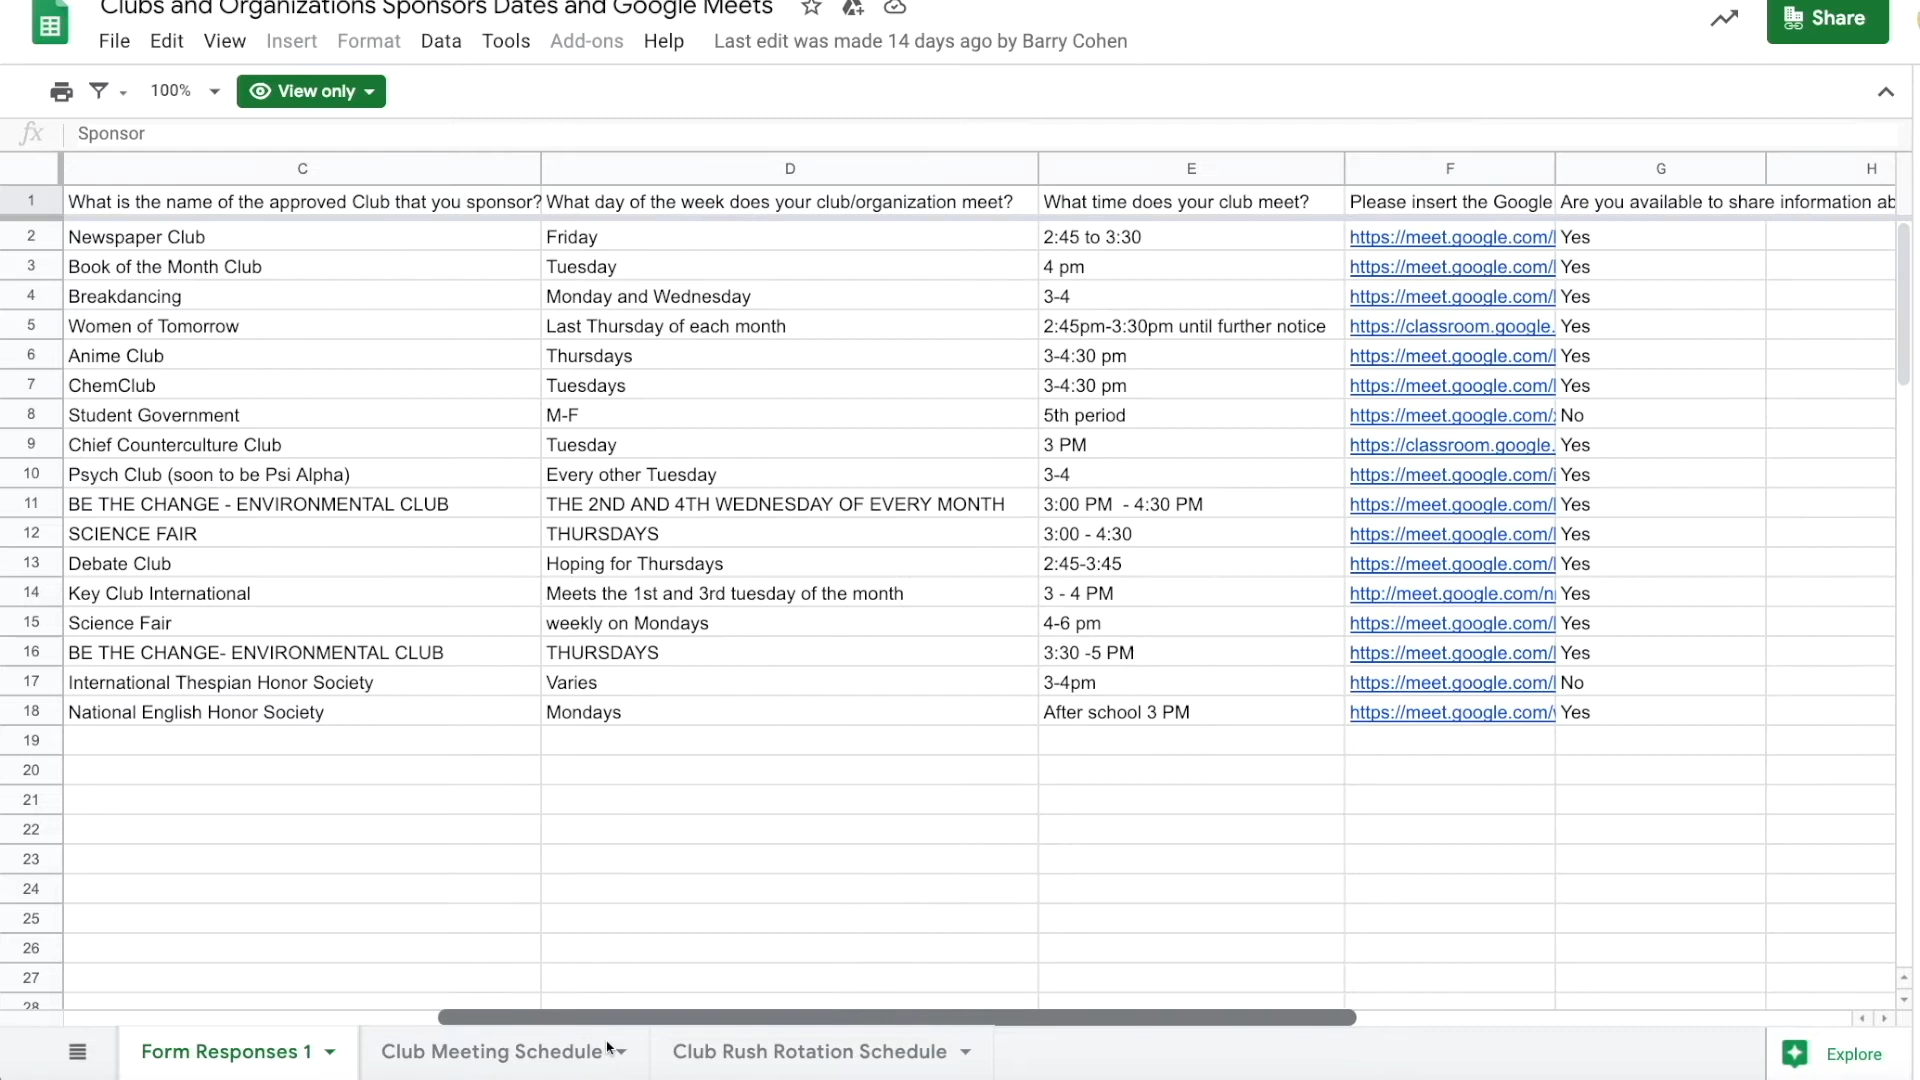 Clubs and Organizations Sponsors Dates and Google Meets
File Edit View Insert Format Data Tools Add-ons Help Last edit was made 14 days ago by Barry Cohen
Share
100% View only
fx Sponsor
C D E F G H
1 What is the name of the approved Club that you sponsor? What day of the week does your club/organization meet? What time does your club meet? Please insert the Google Are you available to share information ab
2 Newspaper Club Friday 2:45 to 3:30 https://meet.google.com/ Yes
3 Book of the Month Club Tuesday 4 pm https://meet.google.com/ Yes
4 Breakdancing Monday and Wednesday 3-4 https://meet.google.com/ Yes
5 Women of Tomorrow Last Thursday of each month 2:45pm-3:30pm until further notice https://classroom.google. Yes
6 Anime Club Thursdays 3-4:30 pm https://meet.google.com/ Yes
7 ChemClub Tuesdays 3-4:30 pm https://meet.google.com/ Yes
8 Student Government M-F 5th period https://meet.google.com/ No
9 Chief Counterculture Club Tuesday 3 PM https://classroom.google. Yes
10 Psych Club (soon to be Psi Alpha) Every other Tuesday 3-4 https://meet.google.com/i Yes
11 BE THE CHANGE - ENVIRONMENTAL CLUB THE 2ND AND 4TH WEDNESDAY OF EVERY MONTH 3:00 PM - 4:30 PM https://meet.google.com/ Yes
12 SCIENCE FAIR THURSDAYS 3:00 - 4:30 https://meet.google.com/ Yes
13 Debate Club Hoping for Thursdays 2:45-3:45 https://meet.google.com/ Yes
14 Key Club International Meets the 1st and 3rd tuesday of the month 3 - 4 PM http://meet.google.com/n Yes
15 Science Fair weekly on Mondays 4-6 pm https://meet.google.com/ Yes
16 BE THE CHANGE- ENVIRONMENTAL CLUB THURSDAYS 3:30 -5 PM https://meet.google.com/ Yes
17 International Thespian Honor Society Varies 3-4pm https://meet.google.com/ No
18 National English Honor Society Mondays After school 3 PM https://meet.google.com/ Yes
19
20
21
22
23
24
25
26
27
28
Form Responses 1 Club Meeting Schedule Club Rush Rotation Schedule Explore